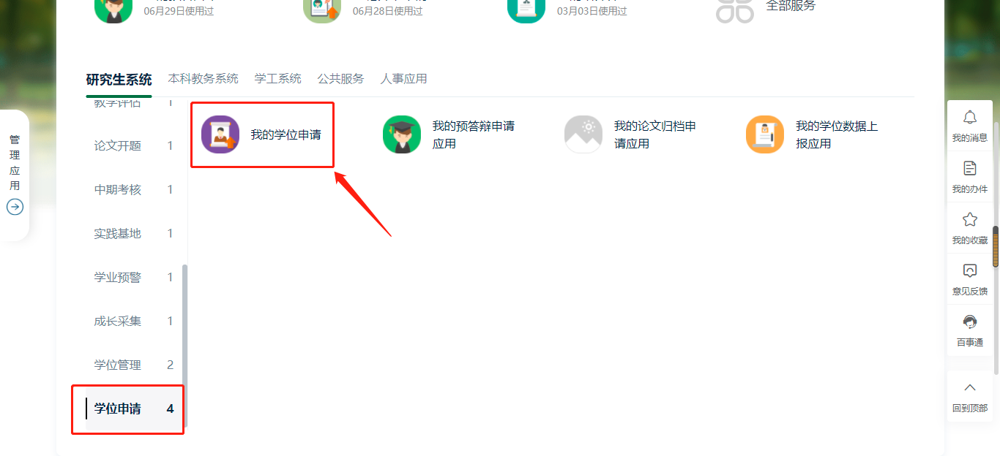 06月29日使用过
06月28日使用过
03月03日使用过
全部服务
研究生系统
本科教务系统
学工系统
公共服务
人事应用
教学评估 1
论文开题 1
中期考核 1
实践基地 1
学业预警 1
成长采集 1
学位管理 2
学位申请 4
我的学位申请
我的预答辩申请
应用
我的论文归档申
请应用
我的学位数据上
报应用
管
理
应
用
我的消息
我的办件
我的收藏
意见反馈
百事通
回到顶部